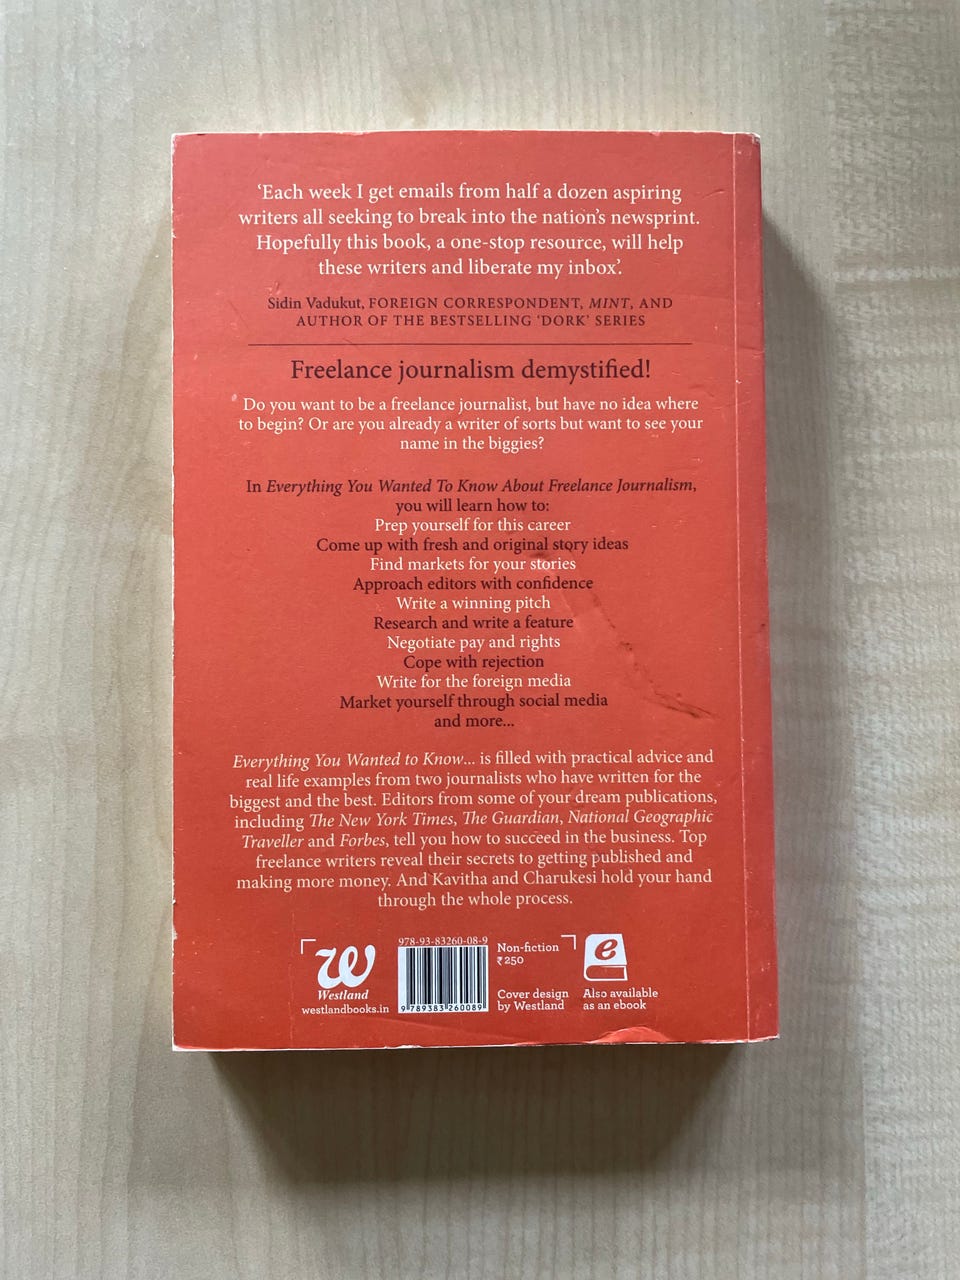 ‘Each week I get emails from half a dozen aspiring
writers all seeking to break into the nation’s newsprint.
Hopefully this book, a one-stop resource, will help
these writers and liberate my inbox’.
Sidin Vadukut, FOREIGN CORRESPONDENT, MINT, AND
AUTHOR OF THE BESTSELLING ‘DORK’ SERIES
Freelance journalism demystified!
Do you want to be a freelance journalist, but have no idea where
to begin? Or are you already a writer of sorts but want to see your
name in the biggies?
In Everything You Wanted To Know About Freelance Journalism,
you will learn how to:
Prep yourself for this career
Come up with fresh and original story ideas
Find markets for your stories
Approach editors with confidence
Write a winning pitch
Research and write a feature
Negotiate pay and rights
Cope with rejection
Write for the foreign media
Market yourself through social media
and more...
Everything You Wanted to Know... is filled with practical advice and
real life examples from two journalists who have written for the
biggest and the best. Editors from some of your dream publications,
including The New York Times, The Guardian, National Geographic
Traveller and Forbes, tell you how to succeed in the business. Top
freelance writers reveal their secrets to getting published and
making more money. And Kavitha and Charukesi hold your hand
through the whole process.
w
Westland
westlandbooks.in
978-93-83260-08-9
9 789383 260089
Non-fiction
₹250
Cover design
by Westland
e
Also available
as an ebook